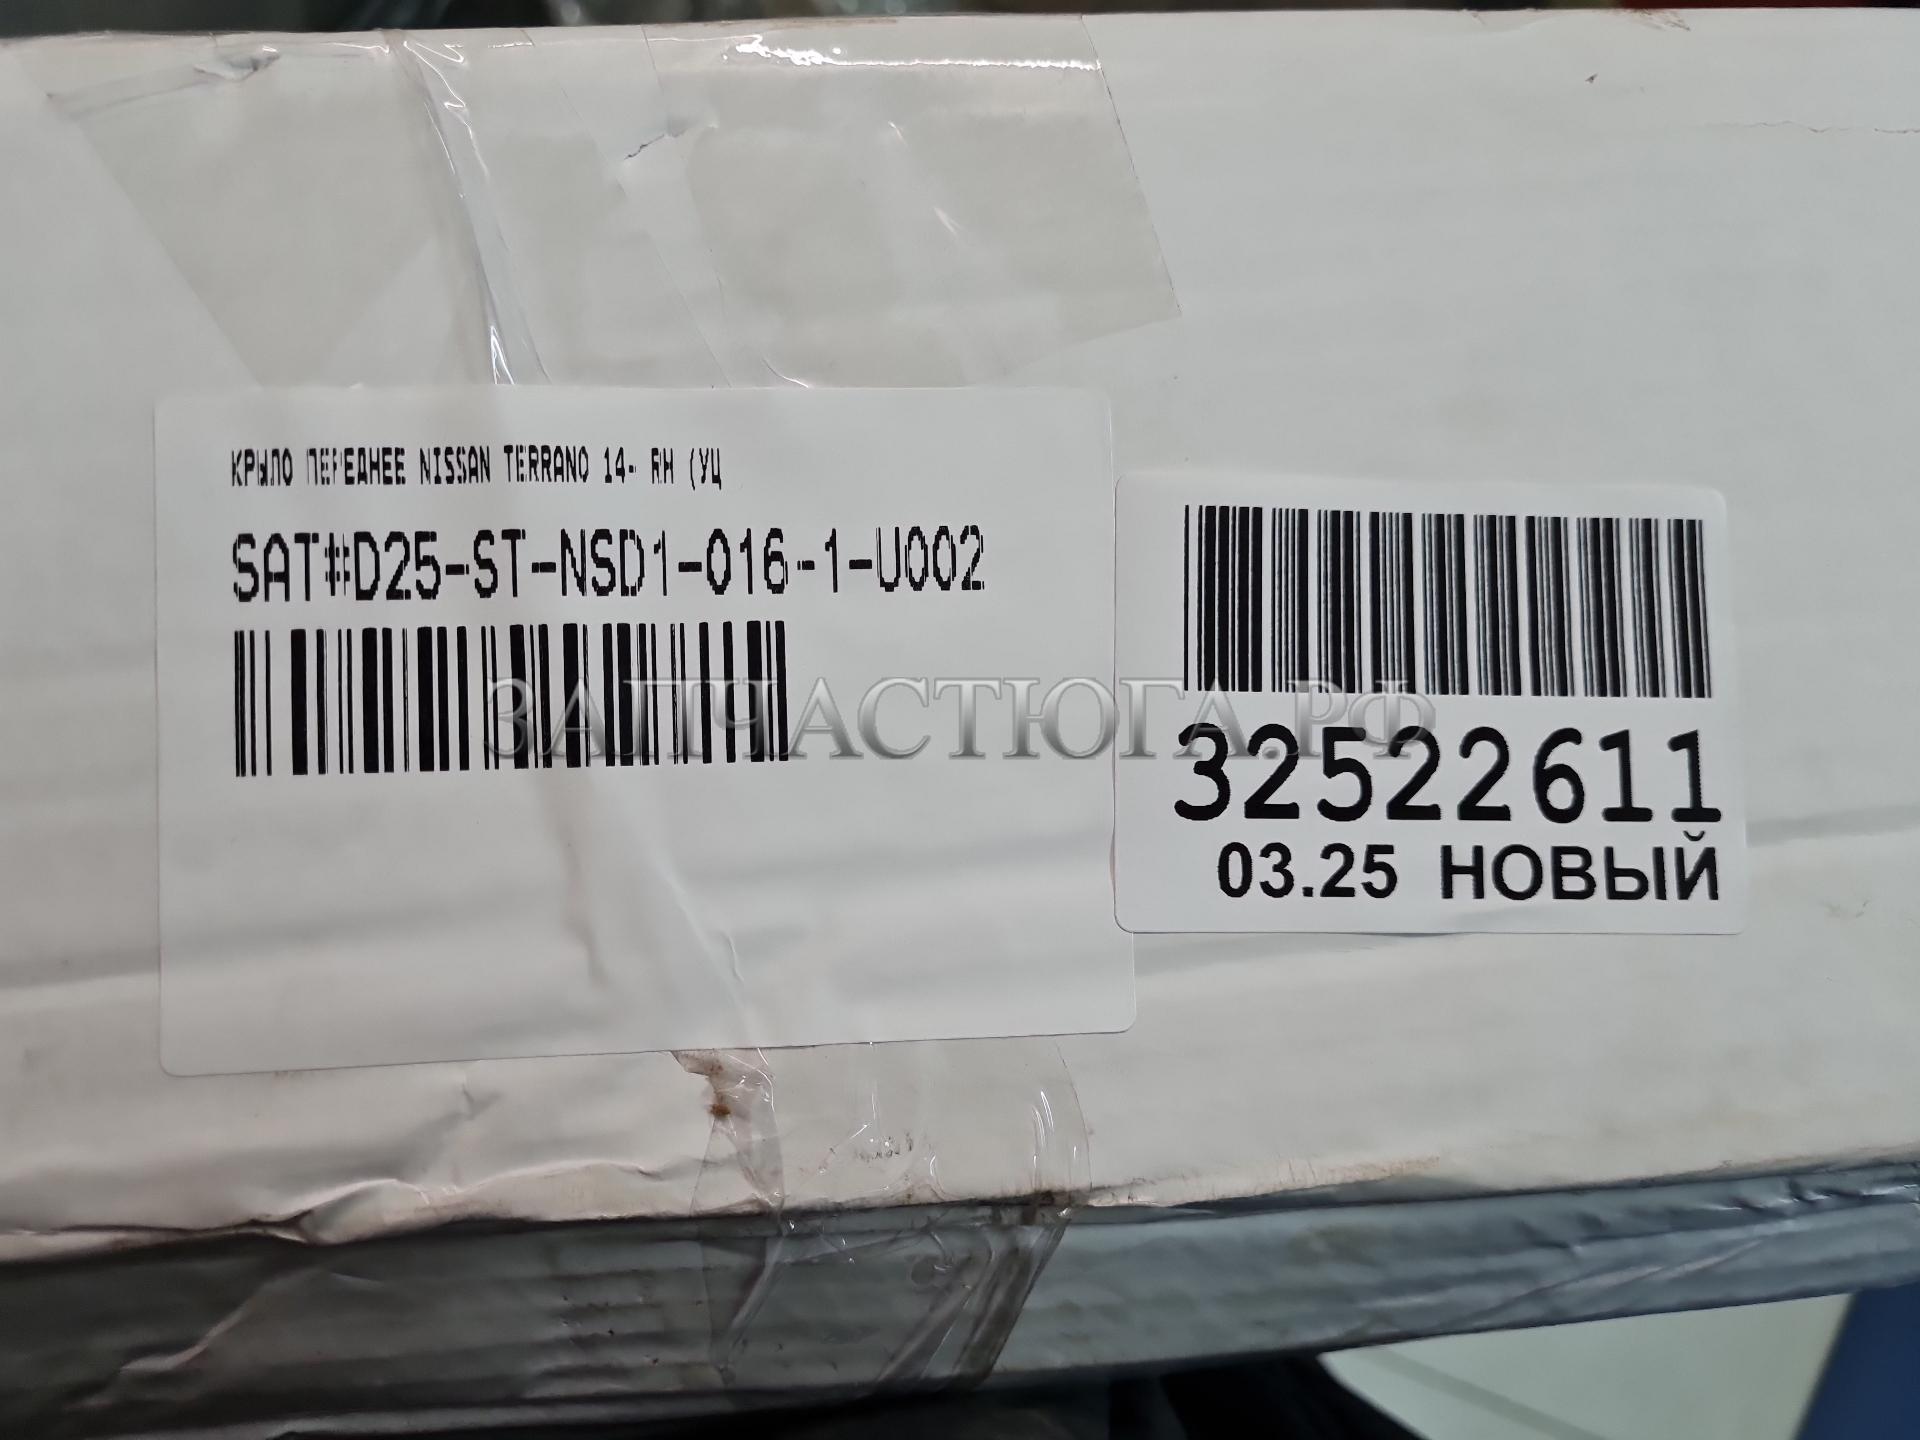 КРЫЛО ПЕРЕДНЕЕ NISSAN TERRANO 14- RH (УЦ
SAT#D25-ST-NSD1-016-1-U002
ЗАПЧАСТЮГА.РФ
32522611
03.25 НОВЫЙ